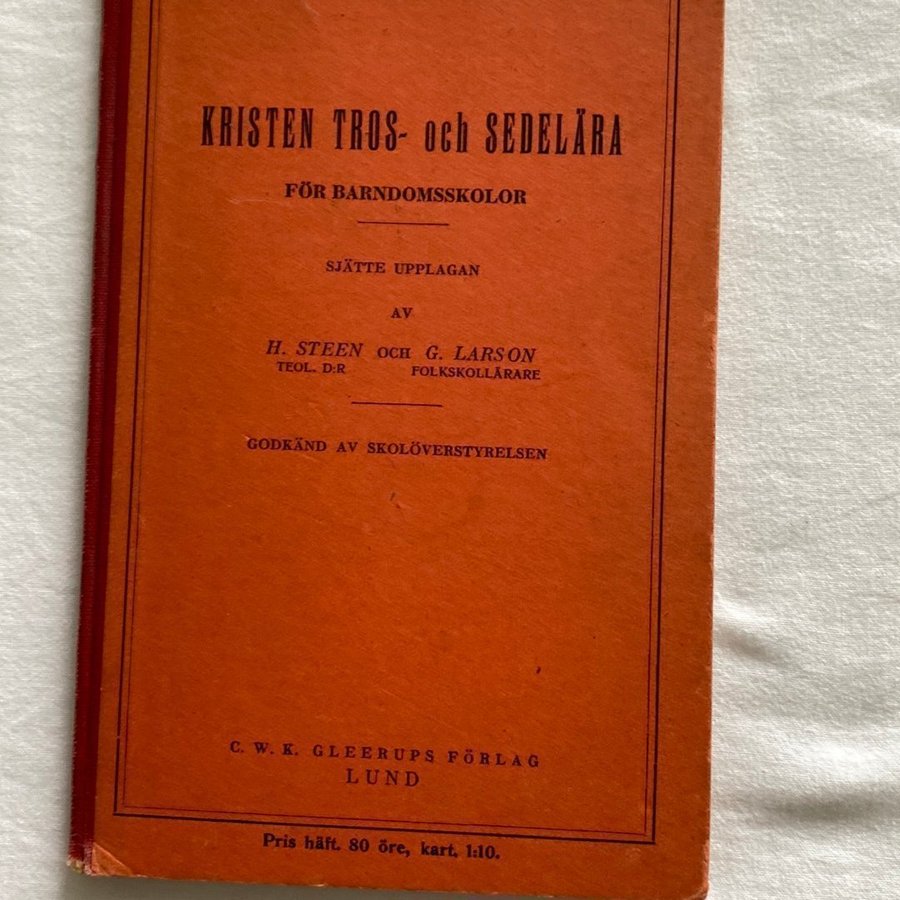 KRISTEN TROS- och SEDELÄRA
FÖR BARNDOMSSKOLOR
SJÄTTE UPPLAGAN
AV
H. STEEN OCH G. LARSON
TEOL. D:R FOLKSKOLLÄRARE
GODKÄND AV SKOLÖVERSTYRELSEN
C. W. K. GLEERUPS FÖRLAG
LUND
Pris häft. 80 öre, kart. 1:10.